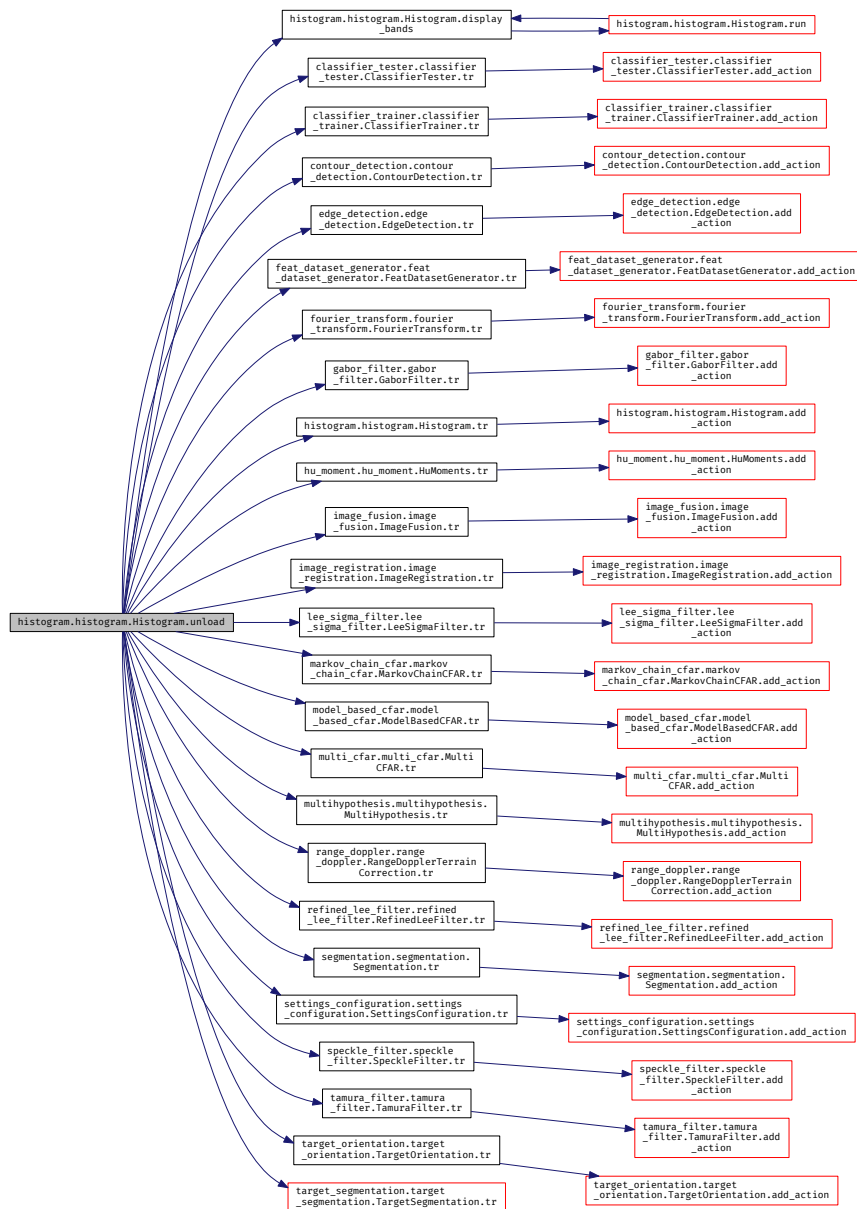 histogram.histogram.Histogram.display
_bands
histogram.histogram.Histogram.run
classifier_tester.classifier
_tester.ClassifierTester.tr
classifier_tester.classifier
_tester.ClassifierTester.add_action
classifier_trainer.classifier
_trainer.ClassifierTrainer.tr
classifier_trainer.classifier
_trainer.ClassifierTrainer.add_action
contour_detection.contour
_detection.ContourDetection.tr
contour_detection.contour
_detection.ContourDetection.add_action
edge_detection.edge
_detection.EdgeDetection.tr
edge_detection.edge
_detection.EdgeDetection.add
_action
feat_dataset_generator.feat
_dataset_generator.FeatDatasetGenerator.tr
feat_dataset_generator.feat
_dataset_generator.FeatDatasetGenerator.add_action
fourier_transform.fourier
_transform.FourierTransform.tr
fourier_transform.fourier
_transform.FourierTransform.add_action
gabor_filter.gabor
_filter.GaborFilter.tr
gabor_filter.gabor
_filter.GaborFilter.add
_action
histogram.histogram.Histogram.tr
histogram.histogram.Histogram.add
_action
hu_moment.hu_moment.HuMoments.tr
hu_moment.hu_moment.HuMoments.add
_action
image_fusion.image
_fusion.ImageFusion.tr
image_fusion.image
_fusion.ImageFusion.add
_action
image_registration.image
_registration.ImageRegistration.tr
image_registration.image
_registration.ImageRegistration.add_action
histogram.histogram.Histogram.unload
lee_sigma_filter.lee
_sigma_filter.LeeSigmaFilter.tr
lee_sigma_filter.lee
_sigma_filter.LeeSigmaFilter.add
_action
markov_chain_cfar.markov
_chain_cfar.MarkovChainCFAR.tr
markov_chain_cfar.markov
_chain_cfar.MarkovChainCFAR.add_action
model_based_cfar.model
_based_cfar.ModelBasedCFAR.tr
model_based_cfar.model
_based_cfar.ModelBasedCFAR.add
_action
multi_cfar.multi_cfar.Multi
CFAR.tr
multi_cfar.multi_cfar.Multi
CFAR.add_action
multihypothesis.multihypothesis.
MultiHypothesis.tr
multihypothesis.multihypothesis.
MultiHypothesis.add_action
range_doppler.range
_doppler.RangeDopplerTerrain
Correction.tr
range_doppler.range
_doppler.RangeDopplerTerrain
Correction.add_action
refined_lee_filter.refined
_lee_filter.RefinedLeeFilter.tr
refined_lee_filter.refined
_lee_filter.RefinedLeeFilter.add_action
segmentation.segmentation.
Segmentation.tr
segmentation.segmentation.
Segmentation.add_action
settings_configuration.settings
_configuration.SettingsConfiguration.tr
settings_configuration.settings
_configuration.SettingsConfiguration.add_action
speckle_filter.speckle
_filter.SpeckleFilter.tr
speckle_filter.speckle
_filter.SpeckleFilter.add
_action
tamura_filter.tamura
_filter.TamuraFilter.tr
tamura_filter.tamura
_filter.TamuraFilter.add
_action
target_orientation.target
_orientation.TargetOrientation.tr
target_orientation.target
_orientation.TargetOrientation.add_action
target_segmentation.target
_segmentation.TargetSegmentation.tr